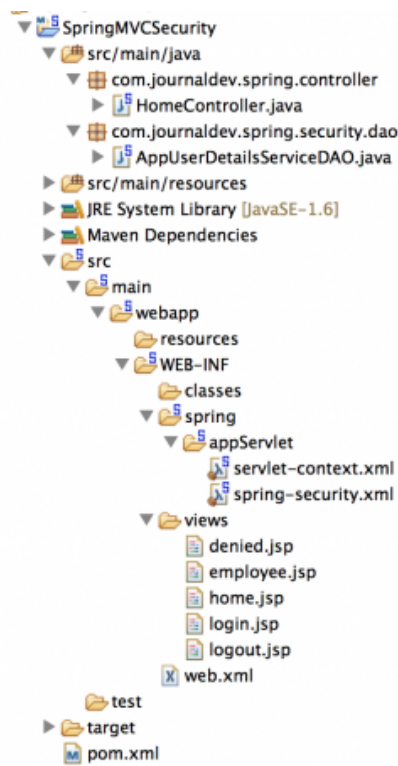 SpringMVCSecurity
src/main/java
com.journaldev.spring.controller
HomeController.java
com.journaldev.spring.security.dao
AppUserDetailsServiceDAO.java
src/main/resources
JRE System Library [JavaSE-1.6]
Maven Dependencies
src
main
webapp
resources
WEB-INF
classes
spring
appServlet
servlet-context.xml
spring-security.xml
views
denied.jsp
employee.jsp
home.jsp
login.jsp
logout.jsp
web.xml
test
target
pom.xml